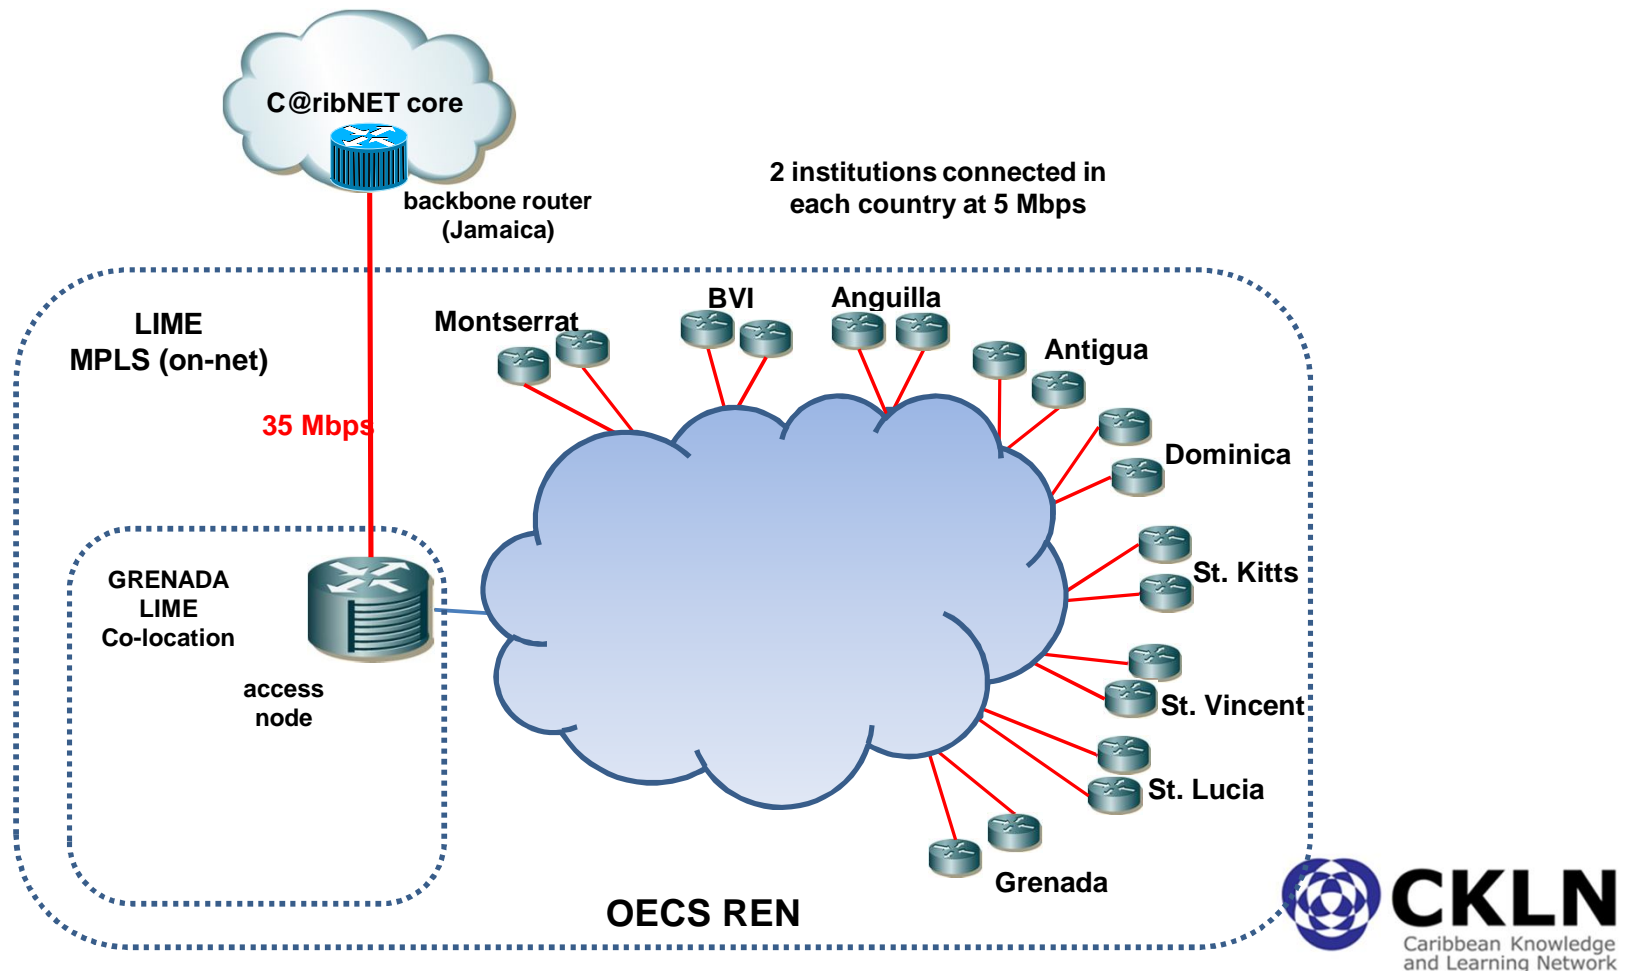 C@ribNET core
backbone router
(Jamaica)
2 institutions connected in
each country at 5 Mbps
LIME
MPLS (on-net)
35 Mbps
Montserrat
BVI
Anguilla
Antigua
Dominica
St. Kitts
St. Vincent
St. Lucia
Grenada
GRENADA
LIME
Co-location
access
node
OECS REN
CKLN
Caribbean Knowledge
and Learning Network